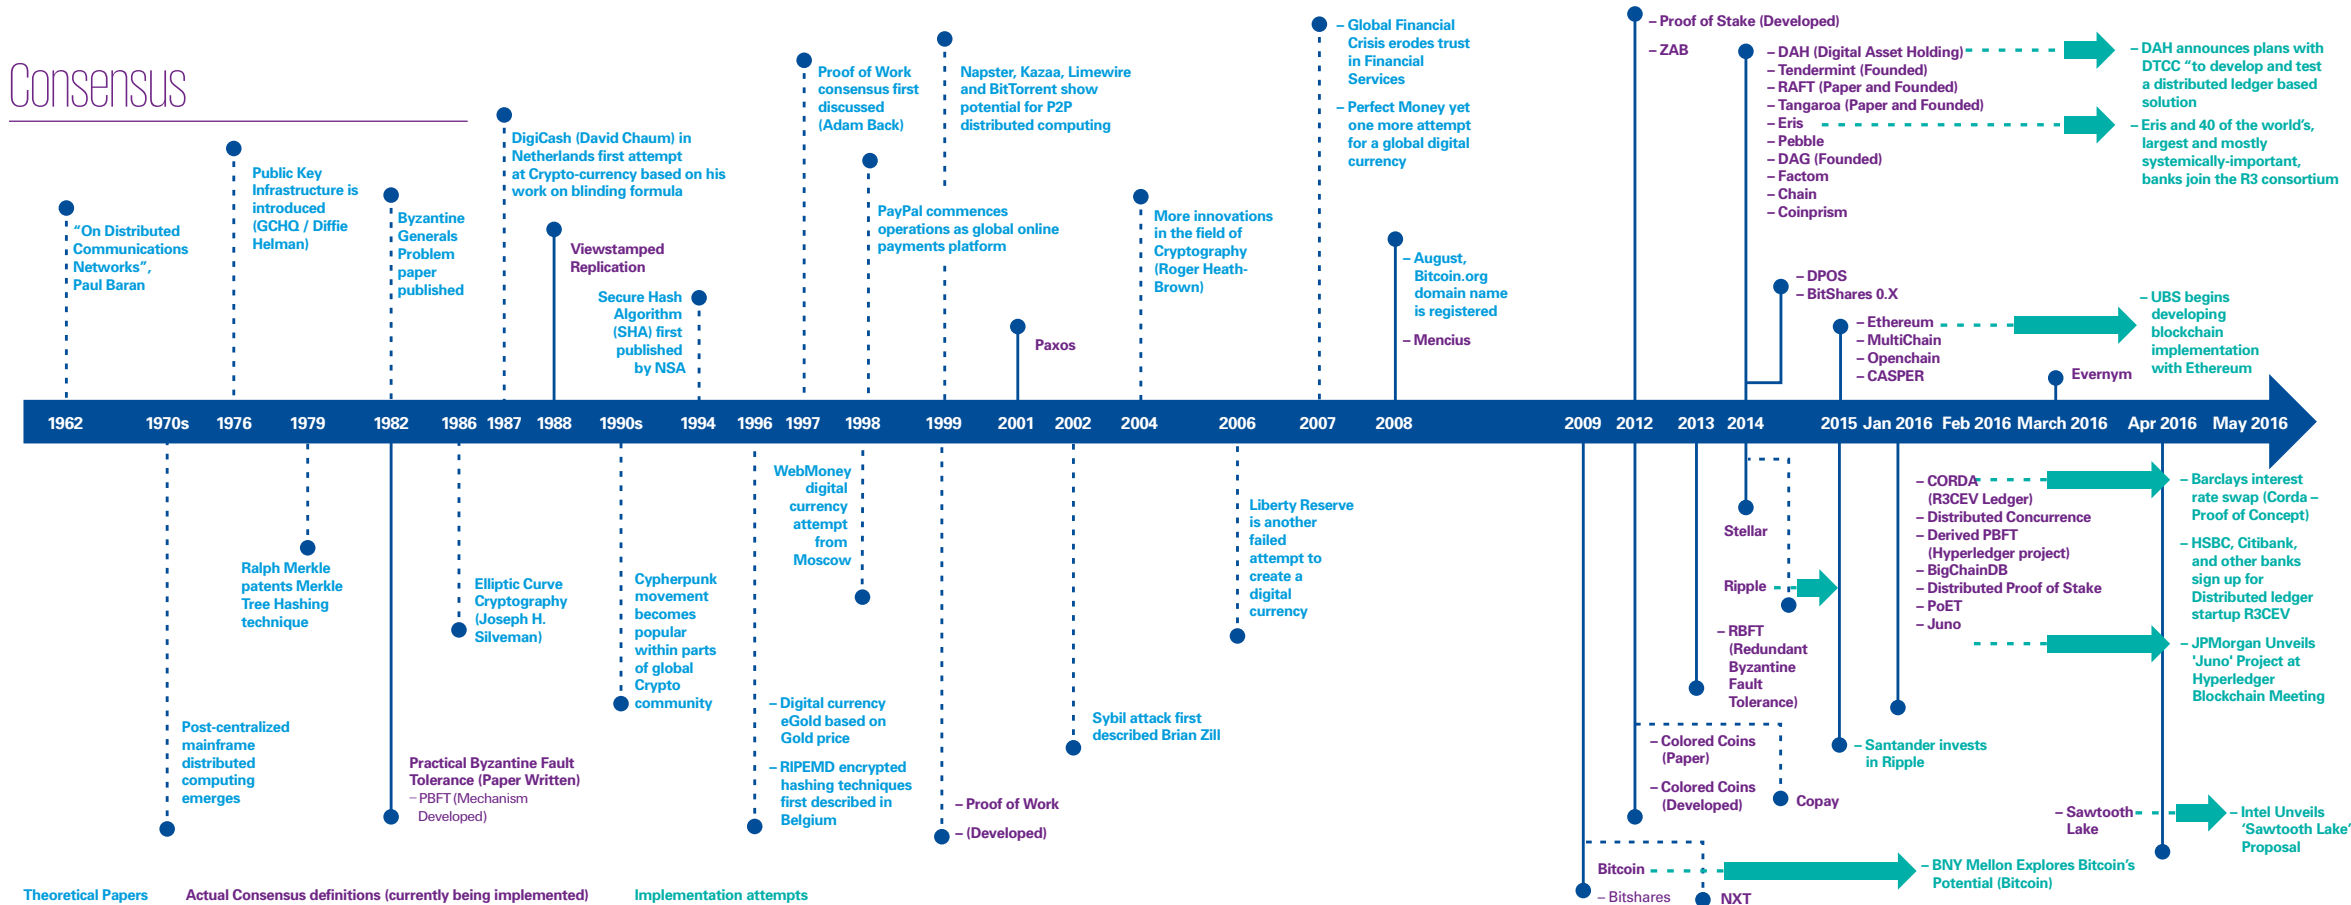 Consensus
"On Distributed
Communications
Networks",
Paul Baran
Public Key
Infrastructure is
introduced
(GCHQ / Diffie
Helman)
Byzantine
Generals
Problem
paper
published
DigiCash (David Chaum) in
Netherlands first attempt
at Crypto-currency based on his
work on blinding formula
Viewstamped
Replication
Secure Hash
Algorithm
(SHA) first
published
by NSA
Proof of Work
consensus first
discussed
(Adam Back)
PayPal commences
operations as global online
payments platform
Napster, Kazaa, Limewire
and BitTorrent show
potential for P2P
distributed computing
Paxos
More innovations
in the field of
Cryptography
(Roger Heath-
Brown)
– Global Financial
Crisis erodes trust
in Financial
Services
– Perfect Money yet
one more attempt
for a global digital
currency
– August,
Bitcoin.org
domain name
is registered
– Mencius
– Proof of Stake (Developed)
– ZAB
– DAH (Digital Asset Holding)
– Tendermint (Founded)
– RAFT (Paper and Founded)
– Tangaroa (Paper and Founded)
– Eris
– Pebble
– DAG (Founded)
– Factom
– Chain
– Coinprism
– DAH announces plans with
DTCC "to develop and test
a distributed ledger based
solution
– Eris and 40 of the world's,
largest and mostly
systemically-important,
banks join the R3 consortium
– DPOS
– BitShares 0.X
– Ethereum
– MultiChain
– Openchain
– CASPER
– UBS begins
developing
blockchain
implementation
with Ethereum
Evernym
1962 1970s 1976 1979 1982 1986 1987 1988 1990s 1994 1996 1997 1998 1999 2001 2002 2004 2006 2007 2008 2009 2012 2013 2014 2015 Jan 2016 Feb 2016 March 2016 Apr 2016 May 2016
Post-centralized
mainframe
distributed
computing
emerges
Ralph Merkle
patents Merkle
Tree Hashing
technique
Practical Byzantine Fault
Tolerance (Paper Written)
– PBFT (Mechanism
Developed)
Elliptic Curve
Cryptography
(Joseph H.
Silveman)
Cypherpunk
movement
becomes
popular
within parts
of global
Crypto
community
– Digital currency
eGold based on
Gold price
– RIPEMD encrypted
hashing techniques
first described in
Belgium
WebMoney
digital
currency
attempt
from
Moscow
– Proof of Work
– (Developed)
Sybil attack first
described Brian Zill
Liberty Reserve
is another
failed
attempt to
create a
digital
currency
Bitcoin
– Bitshares
NXT
– BNY Mellon Explores Bitcoin's
Potential (Bitcoin)
– Colored Coins
(Paper)
– Colored Coins
(Developed)
Copay
Stellar
Ripple
– RBFT
(Redundant
Byzantine
Fault
Tolerance)
– Santander invests
in Ripple
– CORDA
(R3CEV Ledger)
– Distributed Concurrence
– Derived PBFT
(Hyperledger project)
– BigChainDB
– Distributed Proof of Stake
– PoET
– Juno
– Barclays interest
rate swap (Corda –
Proof of Concept)
– HSBC, Citibank,
and other banks
sign up for
Distributed ledger
startup R3CEV
– JPMorgan Unveils
'Juno' Project at
Hyperledger
Blockchain Meeting
– Sawtooth
Lake
– Intel Unveils
'Sawtooth Lake'
Proposal
Theoretical Papers
Actual Consensus definitions (currently being implemented)
Implementation attempts